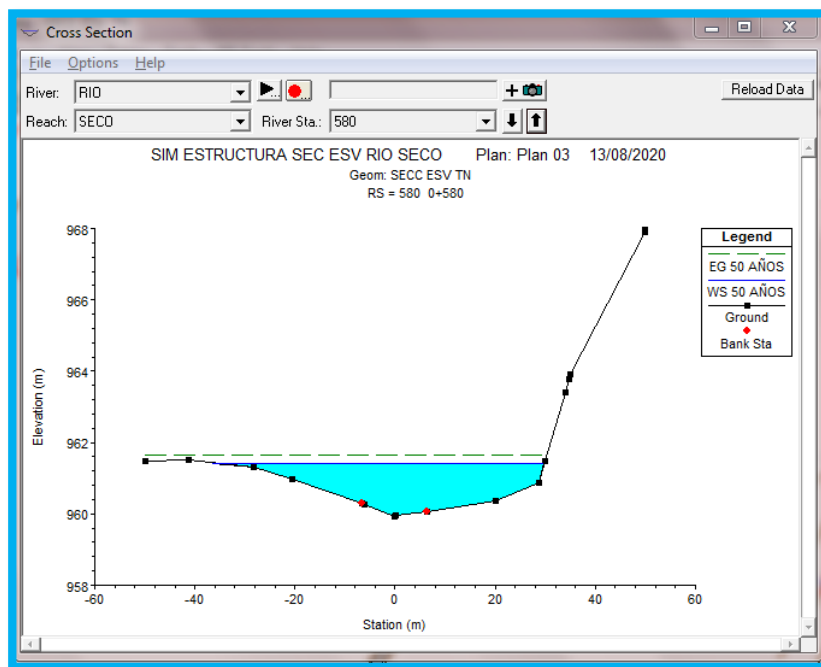 Cross Section
File Options Help
River: RIO
Reload Data
Reach: SECO River Sta.: 580
SIM ESTRUCTURA SEC ESV RIO SECO Plan: Plan 03 13/08/2020
Geom: SECC ESV TN
RS = 580 0+580
968
966
964
962
960
958
-60 -40 -20 0 20 40 60
Elevation (m)
Station (m)
Legend
EG 50 AÑOS
WS 50 AÑOS
Ground
Bank Sta